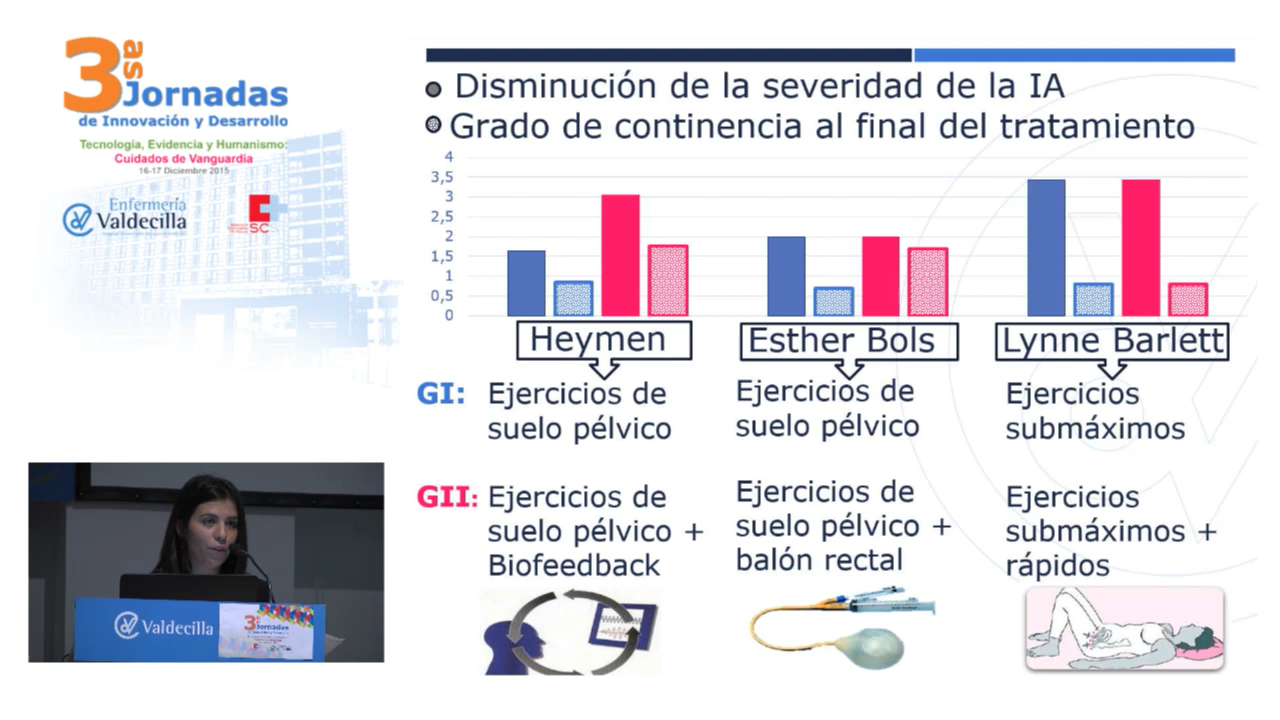 3as Jornadas
de Innovación y Desarrollo
Tecnología, Evidencia y Humanismo:
Cuidados de Vanguardia
16-17 Diciembre 2015
Enfermería
Valdecilla
SC
Disminución de la severidad de la IA
Grado de continencia al final del tratamiento
4
3,5
3
2,5
2
1,5
1
0,5
0
Heymen
Esther Bols
Lynne Barlett
GI:
Ejercicios de
suelo pélvico
Ejercicios de
suelo pélvico
Ejercicios
submáximos
GII:
Ejercicios de
suelo pélvico +
Biofeedback
Ejercicios de
suelo pélvico +
balón rectal
Ejercicios
submáximos +
rápidos
Valdecilla
3as Jornadas